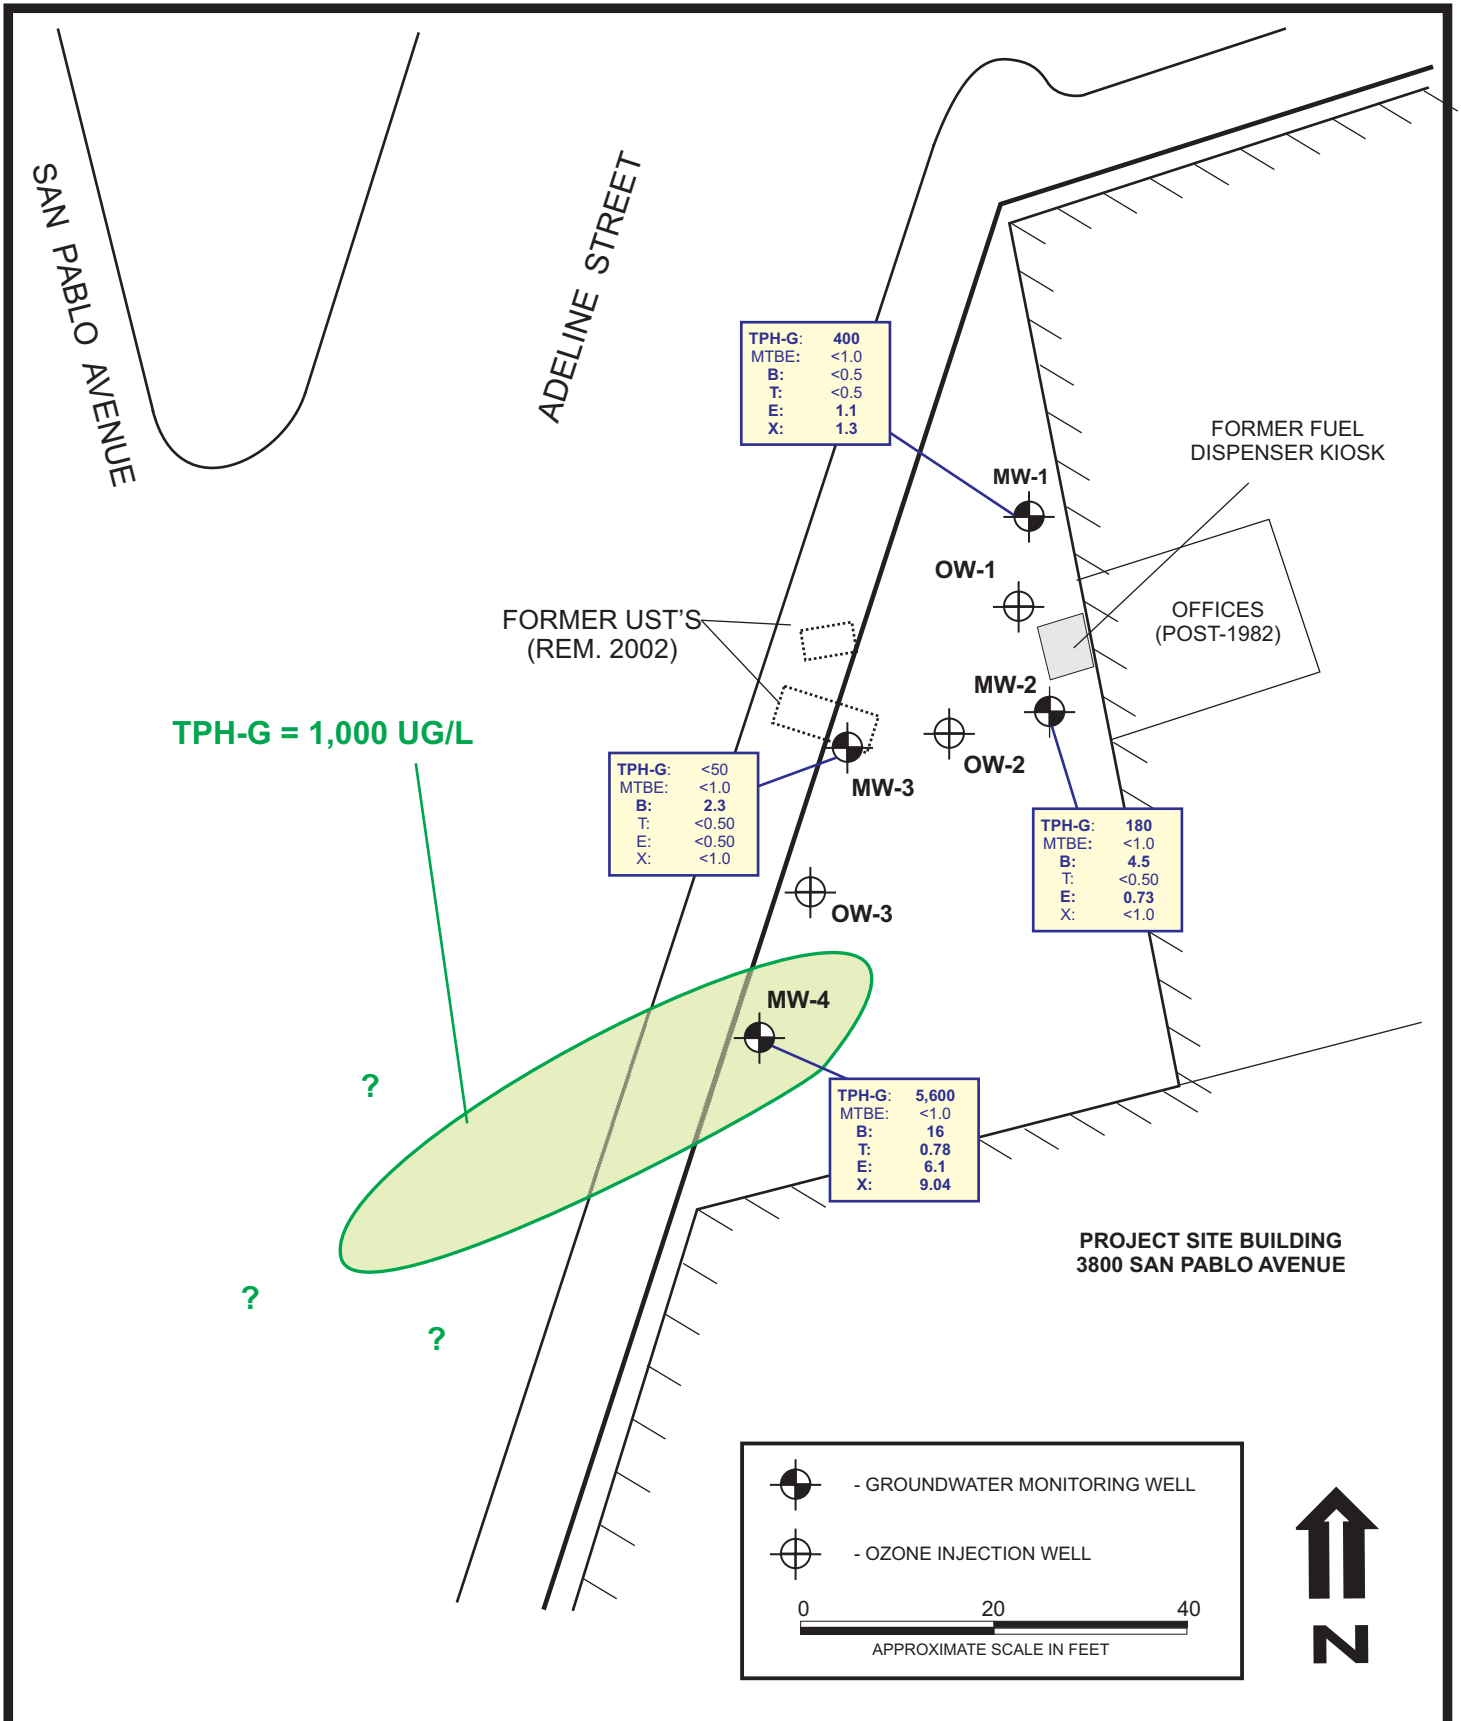 SAN PABLO AVENUE
ADELINE STREET
TPH-G: 400
MTBE: <1.0
B: <0.5
T: <0.5
E: 1.1
X: 1.3
FORMER FUEL
DISPENSER KIOSK
MW-1
OW-1
OFFICES
(POST-1982)
FORMER UST'S
(REM. 2002)
MW-2
OW-2
MW-3
TPH-G = 1,000 UG/L
TPH-G: <50
MTBE: <1.0
B: 2.3
T: <0.50
E: <0.50
X: <1.0
TPH-G: 180
MTBE: <1.0
B: 4.5
T: <0.50
E: 0.73
X: <1.0
OW-3
MW-4
?
TPH-G: 5,600
MTBE: <1.0
B: 16
T: 0.78
E: 6.1
X: 9.04
?
?
PROJECT SITE BUILDING
3800 SAN PABLO AVENUE
- GROUNDWATER MONITORING WELL
- OZONE INJECTION WELL
0 20 40
APPROXIMATE SCALE IN FEET
N